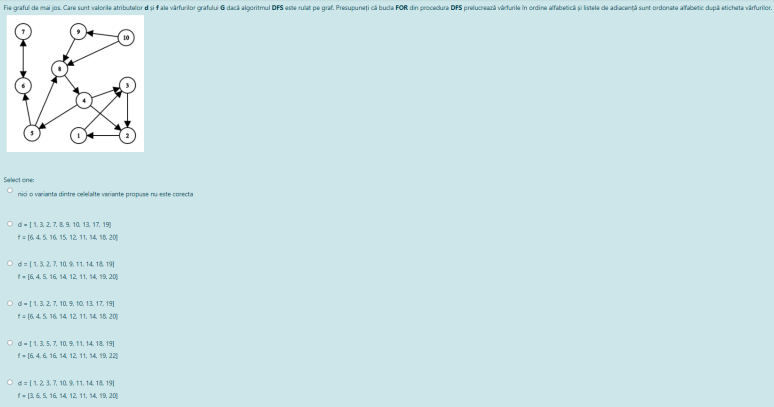 Fie graful de mai jos. Care sunt valorile atributelor d și f ale vârfurilor grafului G dacă algoritmul DFS este rulat pe graf. Presupuneți că bucla FOR din procedura DFS prelucrează vârfurile în ordine alfabetică și listele de adiacență sunt ordonate alfabetic după eticheta vârfurilor.
7
9
10
8
6
3
4
5
1
2
Select one:
nici o varianta dintre celelalte variante propuse nu este corecta
d = [ 1, 3, 2, 7, 8, 9, 10, 13, 17, 19]
f = [6, 4, 5, 16, 15, 12, 11, 14, 18, 20]
d = [ 1, 3, 2, 7, 10, 9, 11, 14, 18, 19]
f = [6, 4, 5, 16, 14, 12, 11, 14, 19, 20]
d = [ 1, 3, 2, 7, 10, 9, 10, 13, 17, 19]
f = [6, 4, 5, 16, 14, 12, 11, 14, 18, 20]
d = [ 1, 3, 5, 7, 10, 9, 11, 14, 18, 19]
f = [6, 4, 6, 16, 14, 12, 11, 14, 19, 22]
d = [ 1, 2, 3, 7, 10, 9, 11, 14, 18, 19]
f = [3, 6, 5, 16, 14, 12, 11, 14, 19, 20]